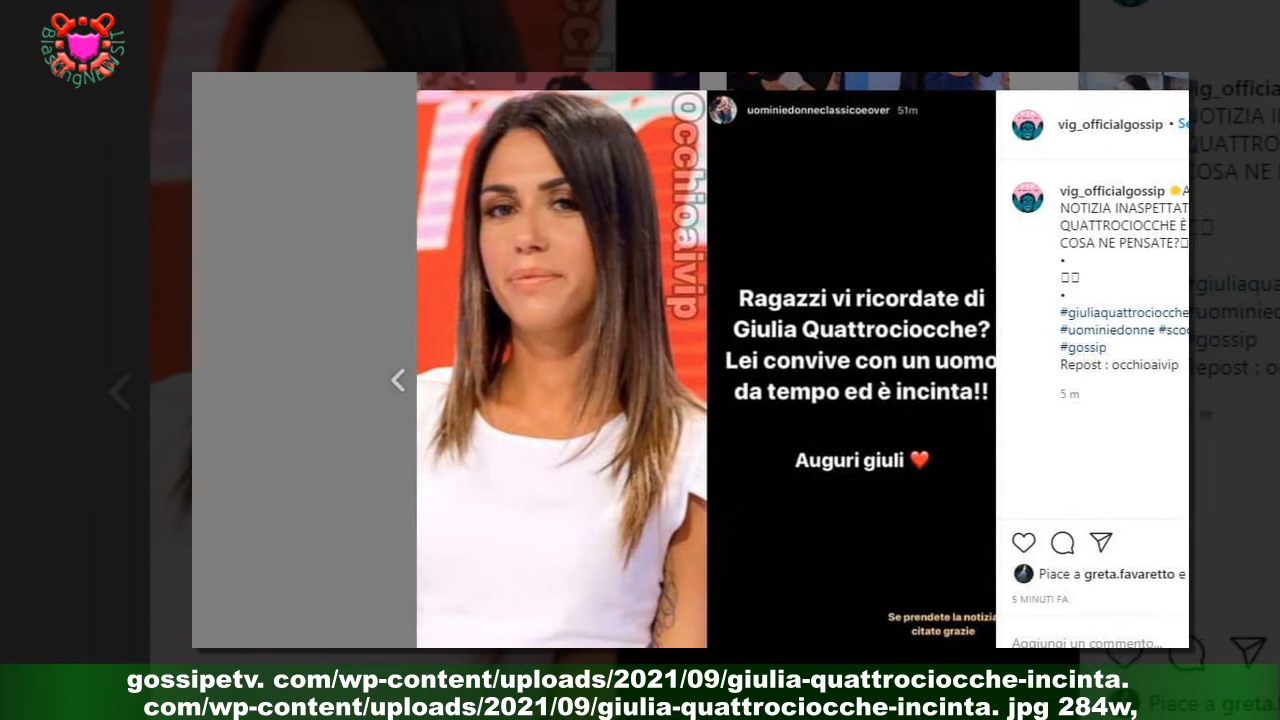 BlastingNewsIT
occhioaivip
uominiedonneclassicoeover 51m
Ragazzi vi ricordate di
Giulia Quattrociocche?
Lei convive con un uomo
da tempo ed è incinta!!
Auguri giuli ❤️
Se prendete la notizia
citate grazie
vig_officialgossip • Se
vig_officialgossip A
NOTIZIA INASPETTAT
QUATTROCIOCCHE È
COSA NE PENSATE?
•
•
#giuliaquattrociocche
#uominiedonne #scoo
#gossip
Repost : occhioaivip
5 m
Piace a greta.favaretto e
5 MINUTI FA
Aggiungi un commento...
gossipetv. com/wp-content/uploads/2021/09/giulia-quattrociocche-incinta.
com/wp-content/uploads/2021/09/giulia-quattrociocche-incinta. jpg 284w,